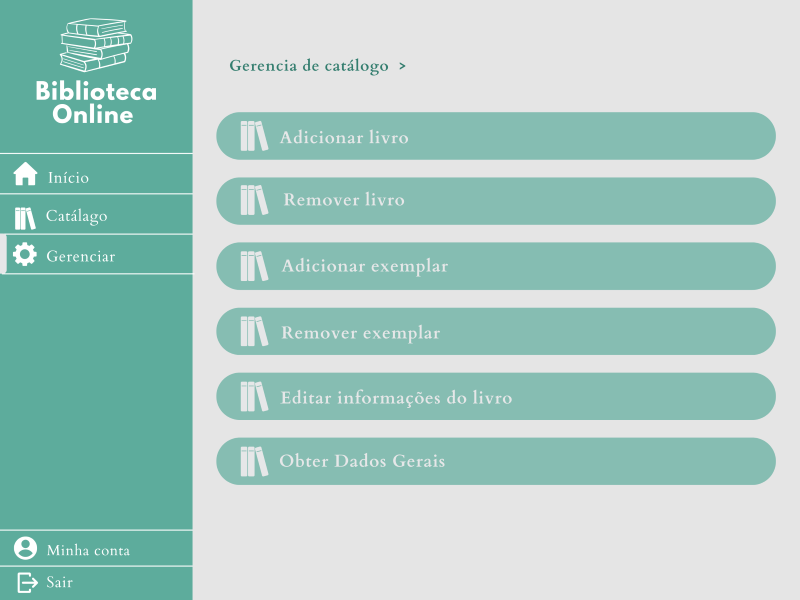 Biblioteca
Online
Início
Catálago
Gerenciar
Minha conta
Sair
Gerencia de catálogo >
Adicionar livro
Remover livro
Adicionar exemplar
Remover exemplar
Editar informações do livro
Obter Dados Gerais